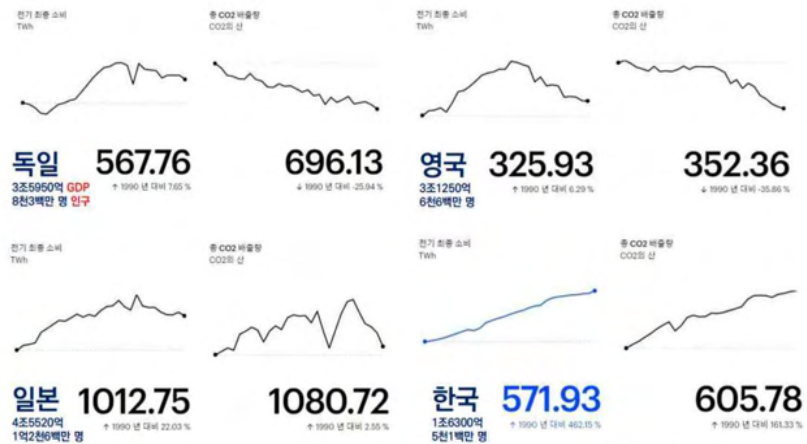 전기 최종 소비
TWh
총 CO2 배출량
CO2의 산
독일
567.76
3조5950억 GDP
8천3백만 명 인구
↑ 1990 년 대비 7.65 %
696.13
↓ 1990 년 대비 -25.94 %
전기 최종 소비
TWh
총 CO2 배출량
CO2의 산
영국
325.93
3조1250억
6천6백만 명
↑ 1990 년 대비 6.29 %
352.36
↓ 1990 년 대비 -35.86 %
전기 최종 소비
TWh
총 CO2 배출량
CO2의 산
일본
1012.75
4조5520억
1억2천6백만 명
↑ 1990 년 대비 22.03 %
1080.72
↑ 1990 년 대비 2.55 %
전기 최종 소비
TWh
총 CO2 배출량
CO2의 산
한국
571.93
1조6300억
5천1백만 명
↑ 1990 년 대비 462.15 %
605.78
↑ 1990 년 대비 161.33 %